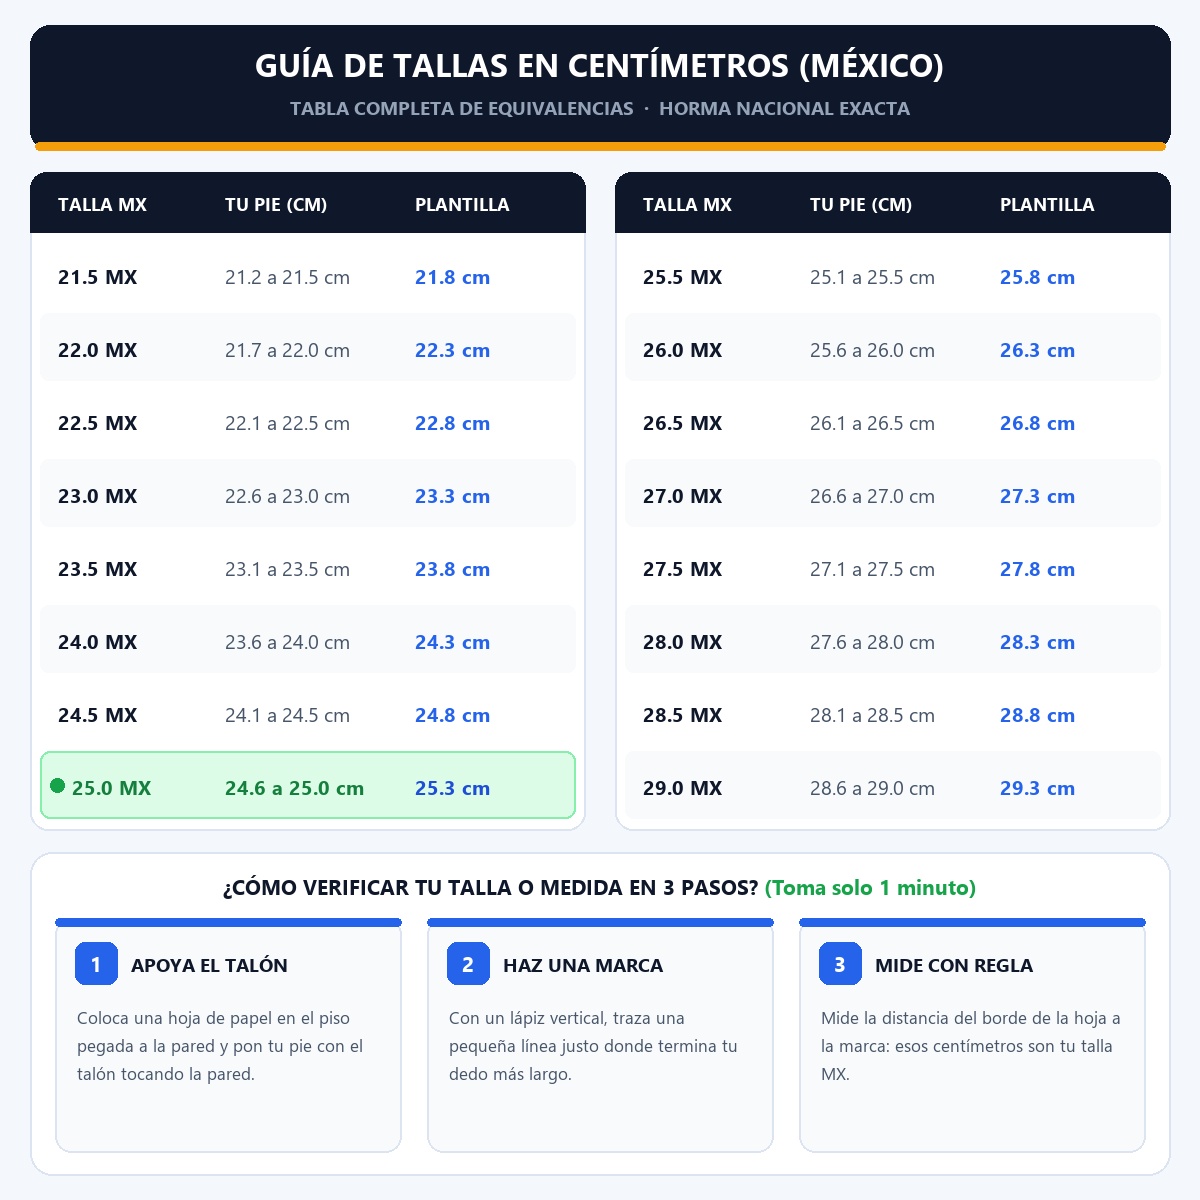 GUÍA DE TALLAS EN CENTÍMETROS (MÉXICO)
TABLA COMPLETA DE EQUIVALENCIAS · HORMA NACIONAL EXACTA
TALLA MX TU PIE (CM) PLANTILLA
21.5 MX 21.2 a 21.5 cm 21.8 cm
22.0 MX 21.7 a 22.0 cm 22.3 cm
22.5 MX 22.1 a 22.5 cm 22.8 cm
23.0 MX 22.6 a 23.0 cm 23.3 cm
23.5 MX 23.1 a 23.5 cm 23.8 cm
24.0 MX 23.6 a 24.0 cm 24.3 cm
24.5 MX 24.1 a 24.5 cm 24.8 cm
25.0 MX 24.6 a 25.0 cm 25.3 cm
TALLA MX TU PIE (CM) PLANTILLA
25.5 MX 25.1 a 25.5 cm 25.8 cm
26.0 MX 25.6 a 26.0 cm 26.3 cm
26.5 MX 26.1 a 26.5 cm 26.8 cm
27.0 MX 26.6 a 27.0 cm 27.3 cm
27.5 MX 27.1 a 27.5 cm 27.8 cm
28.0 MX 27.6 a 28.0 cm 28.3 cm
28.5 MX 28.1 a 28.5 cm 28.8 cm
29.0 MX 28.6 a 29.0 cm 29.3 cm
¿CÓMO VERIFICAR TU TALLA O MEDIDA EN 3 PASOS? (Toma solo 1 minuto)
1 APOYA EL TALÓN
Coloca una hoja de papel en el piso
pegada a la pared y pon tu pie con el
talón tocando la pared.
2 HAZ UNA MARCA
Con un lápiz vertical, traza una
pequeña línea justo donde termina tu
dedo más largo.
3 MIDE CON REGLA
Mide la distancia del borde de la hoja a
la marca: esos centímetros son tu talla
MX.